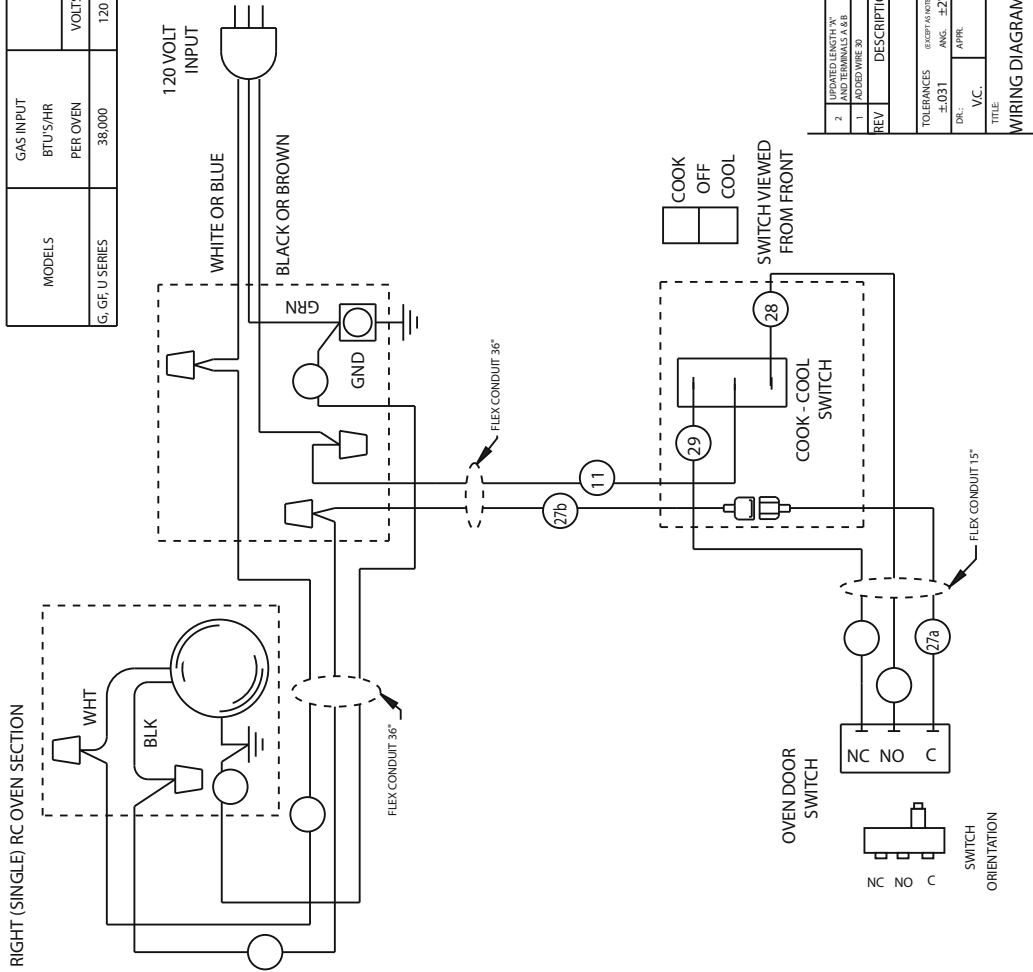 RIGHT (SINGLE) RC OVEN SECTION
MODELS
GAS INPUT
BTU'S/HR
PER OVEN
VOLTS
G, GF, U SERIES
38,000
120
120 VOLT
INPUT
WHITE OR BLUE
BLACK OR BROWN
GRN
GND
WHT
BLK
FLEX CONDUIT 36"
FLEX CONDUIT 36"
11
27b
COOK
OFF
COOL
SWITCH VIEWED
FROM FRONT
28
29
COOK - COOL
SWITCH
FLEX CONDUIT 15"
27a
OVEN DOOR
SWITCH
NC NO C
NC NO C
SWITCH
ORIENTATION
2 UPDATED LENGTH "A"
AND TERMINALS A & B
1 ADDED WIRE 30
REV
TOLERANCES (EXCEPT AS
±.031 ANG.
DR.: V.C. APPR.
TITLE:
WIRING